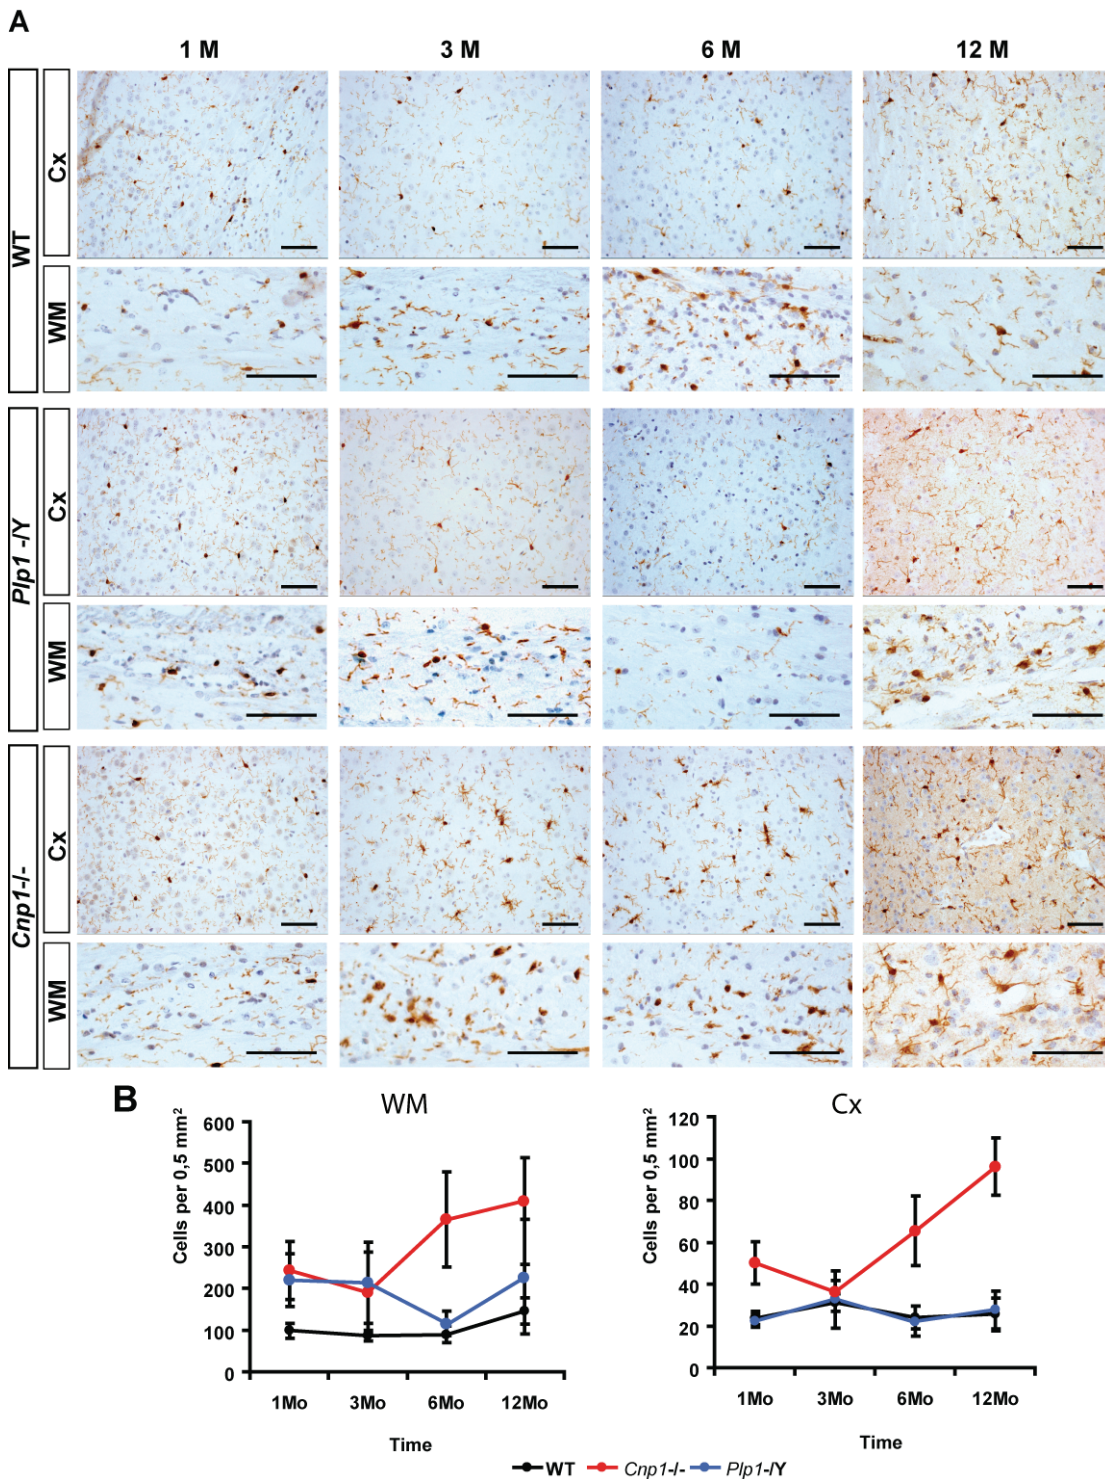 A
1 M 3 M 6 M 12 M
WT
Cx
WM
Plp1 -/Y
Cx
WM
Cnp1-/-
Cx
WM
B
WM
Cells per 0,5 mm²
600
500
400
300
200
100
0
1Mo 3Mo 6Mo 12Mo
Time
Cx
Cells per 0,5 mm²
120
100
80
60
40
20
0
1Mo 3Mo 6Mo 12Mo
Time
WT Cnp1-/- Plp1-/Y